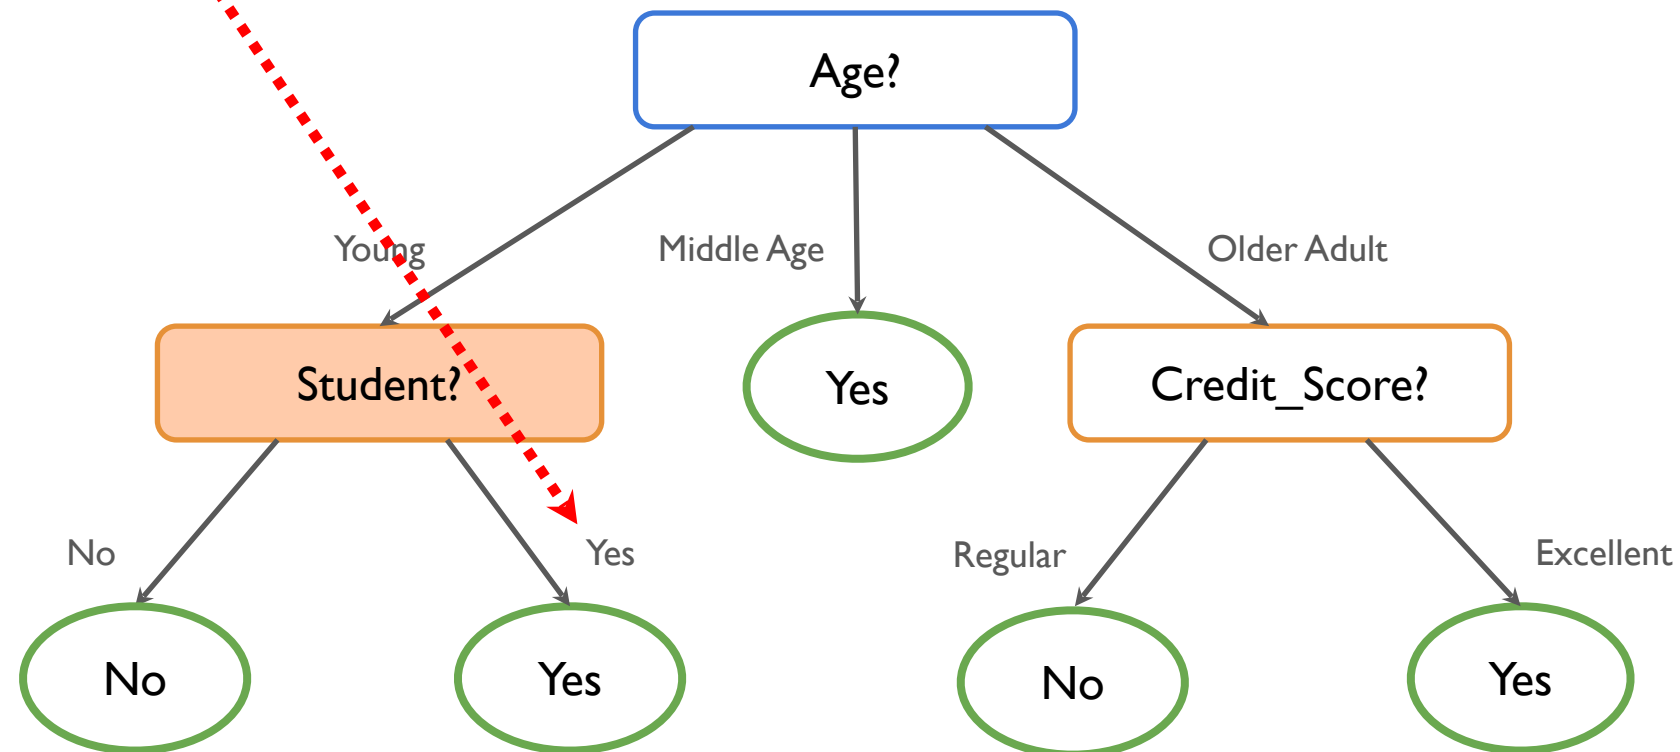 Age?
Young
Middle Age
Older Adult
Student?
Yes
Credit_Score?
No
Yes
Regular
Excellent
No
Yes
No
Yes